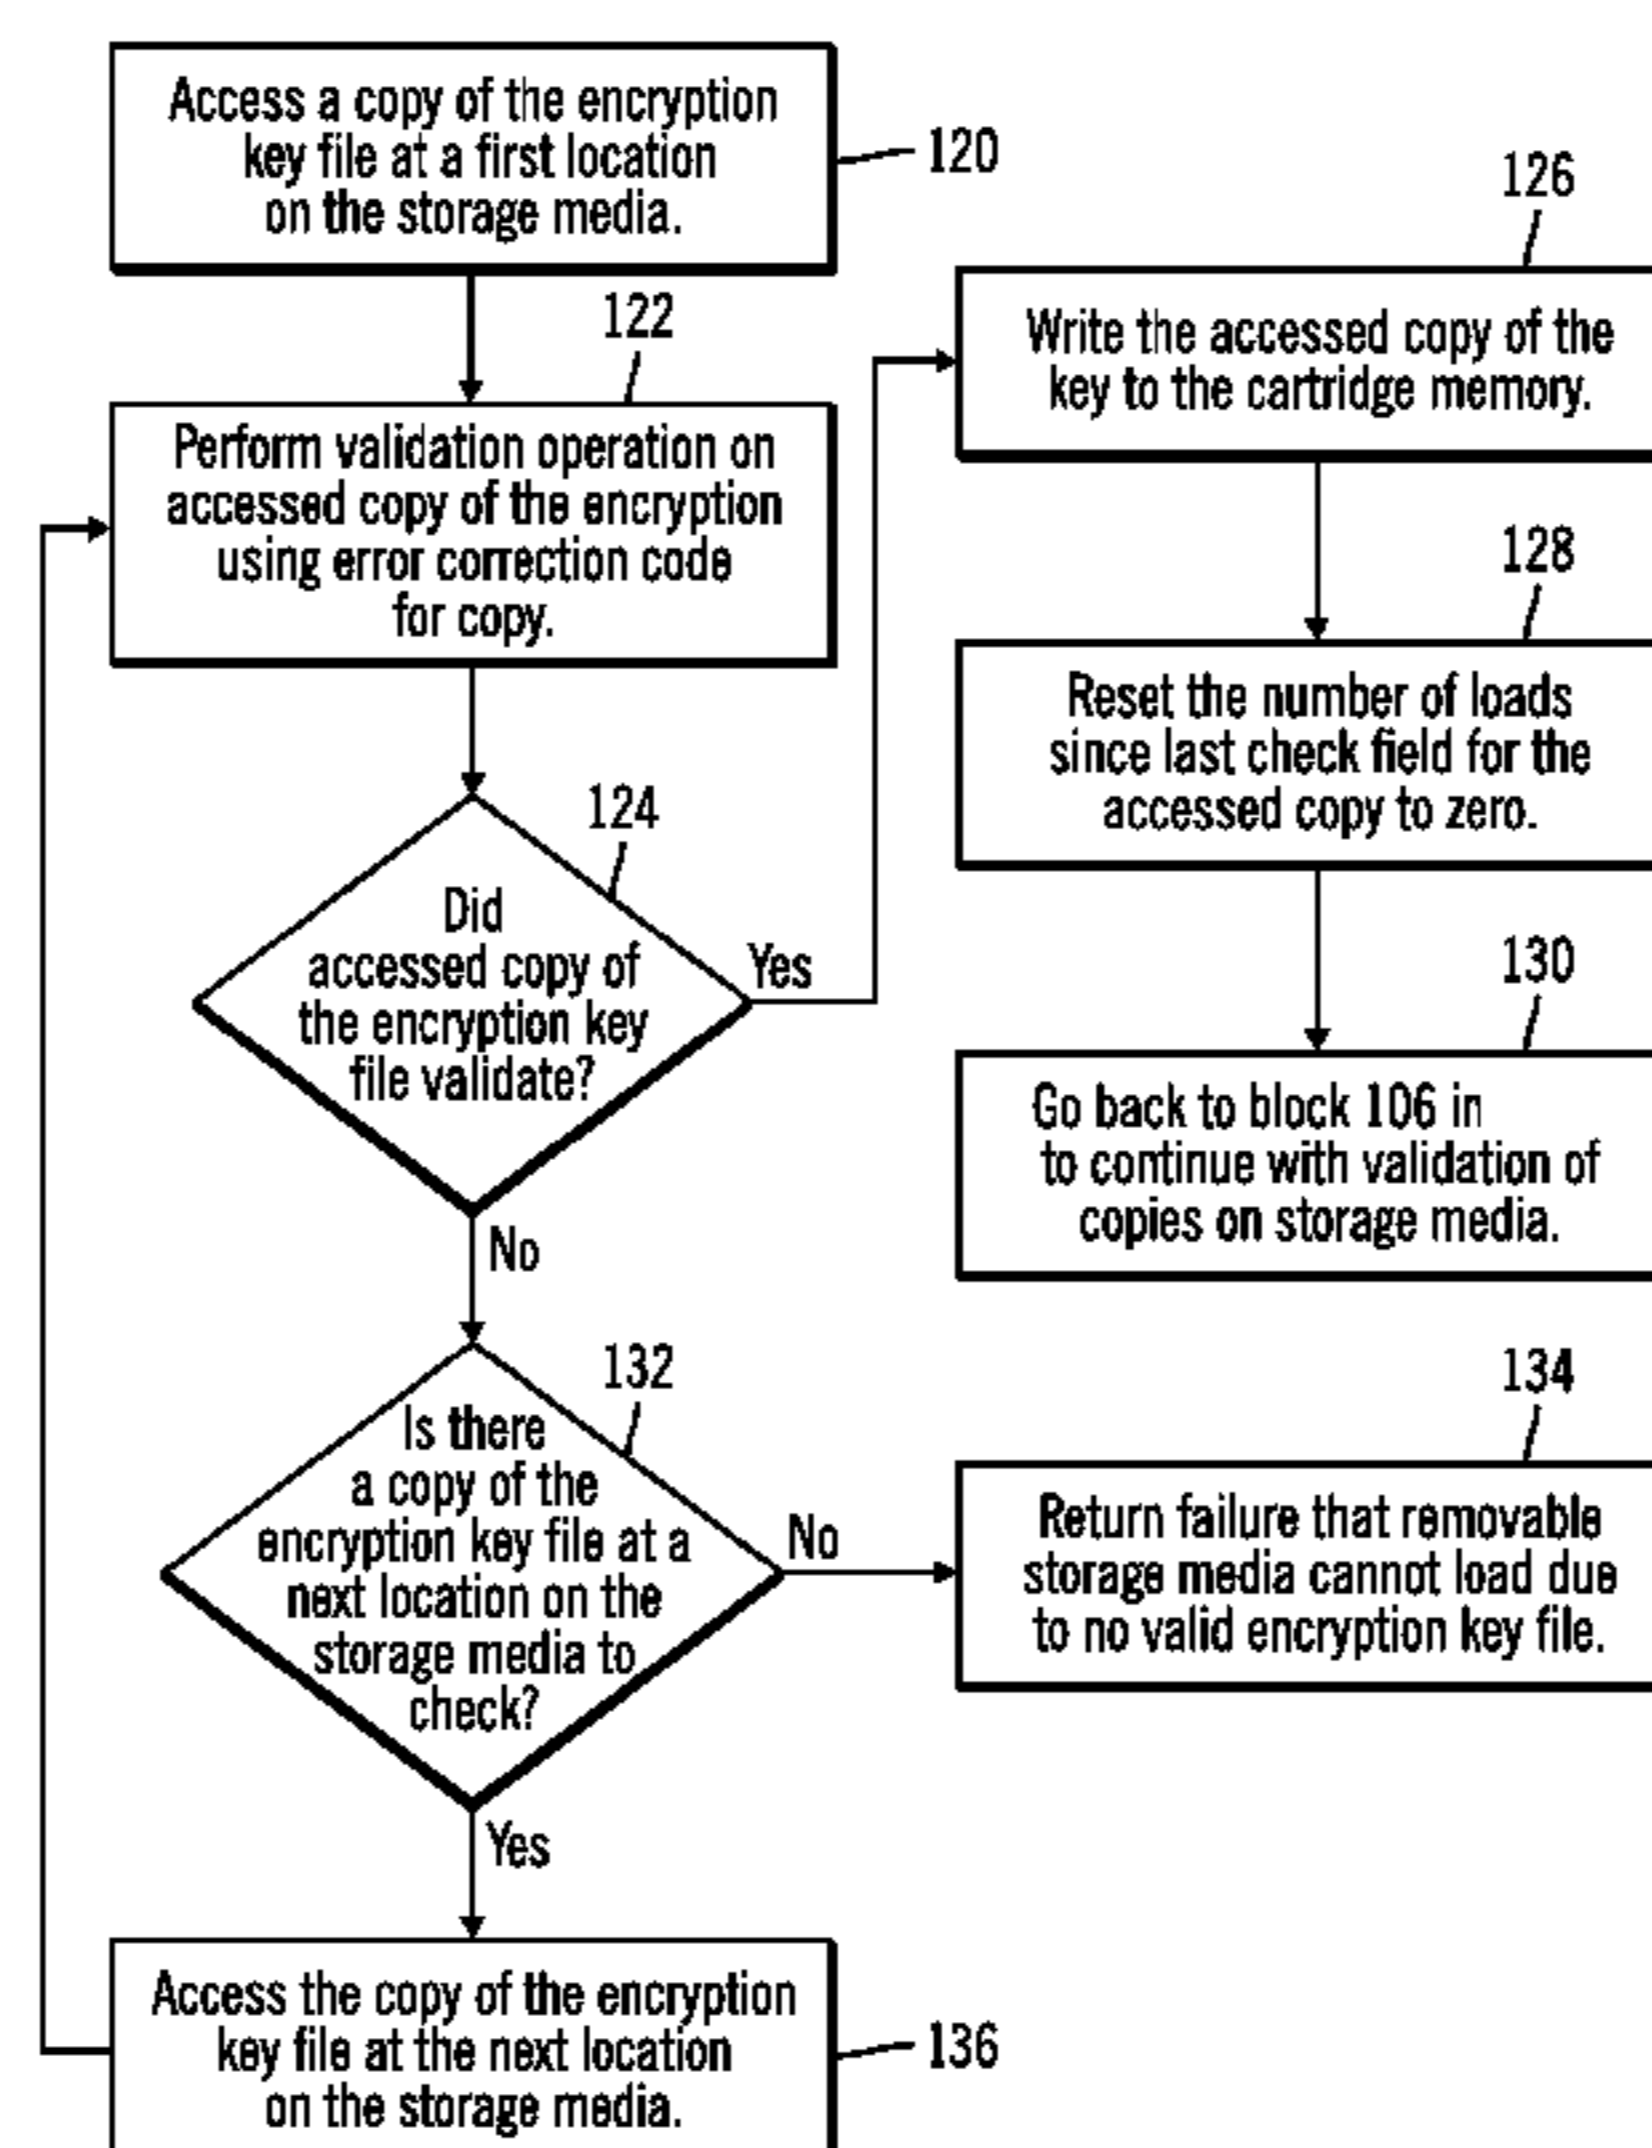 Access a copy of the encryption
key file at a first location
on the storage media.
120
122
Perform validation operation on
accessed copy of the encryption
using error correction code
for copy.
124
Did
accessed copy of
the encryption key
file validate?
Yes
No
126
Write the accessed copy of the
key to the cartridge memory.
128
Reset the number of loads
since last check field for the
accessed copy to zero.
130
Go back to block 106 in
to continue with validation of
copies on storage media.
132
Is there
a copy of the
encryption key file at a
next location on the
storage media to
check?
No
Yes
134
Return failure that removable
storage media cannot load due
to no valid encryption key file.
Access the copy of the encryption
key file at the next location
on the storage media.
136